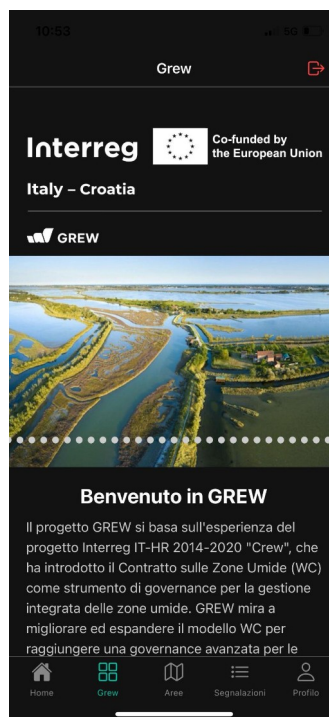 10:53
5G
Grew
Interreg
Co-funded by
the European Union
Italy – Croatia
GREW
Benvenuto in GREW
Il progetto GREW si basa sull'esperienza del
progetto Interreg IT-HR 2014-2020 "Crew", che
ha introdotto il Contratto sulle Zone Umide (WC)
come strumento di governance per la gestione
integrata delle zone umide. GREW mira a
migliorare ed espandere il modello WC per
raggiungere una governance avanzata per le
Home Grew Aree Segnalazioni Profilo